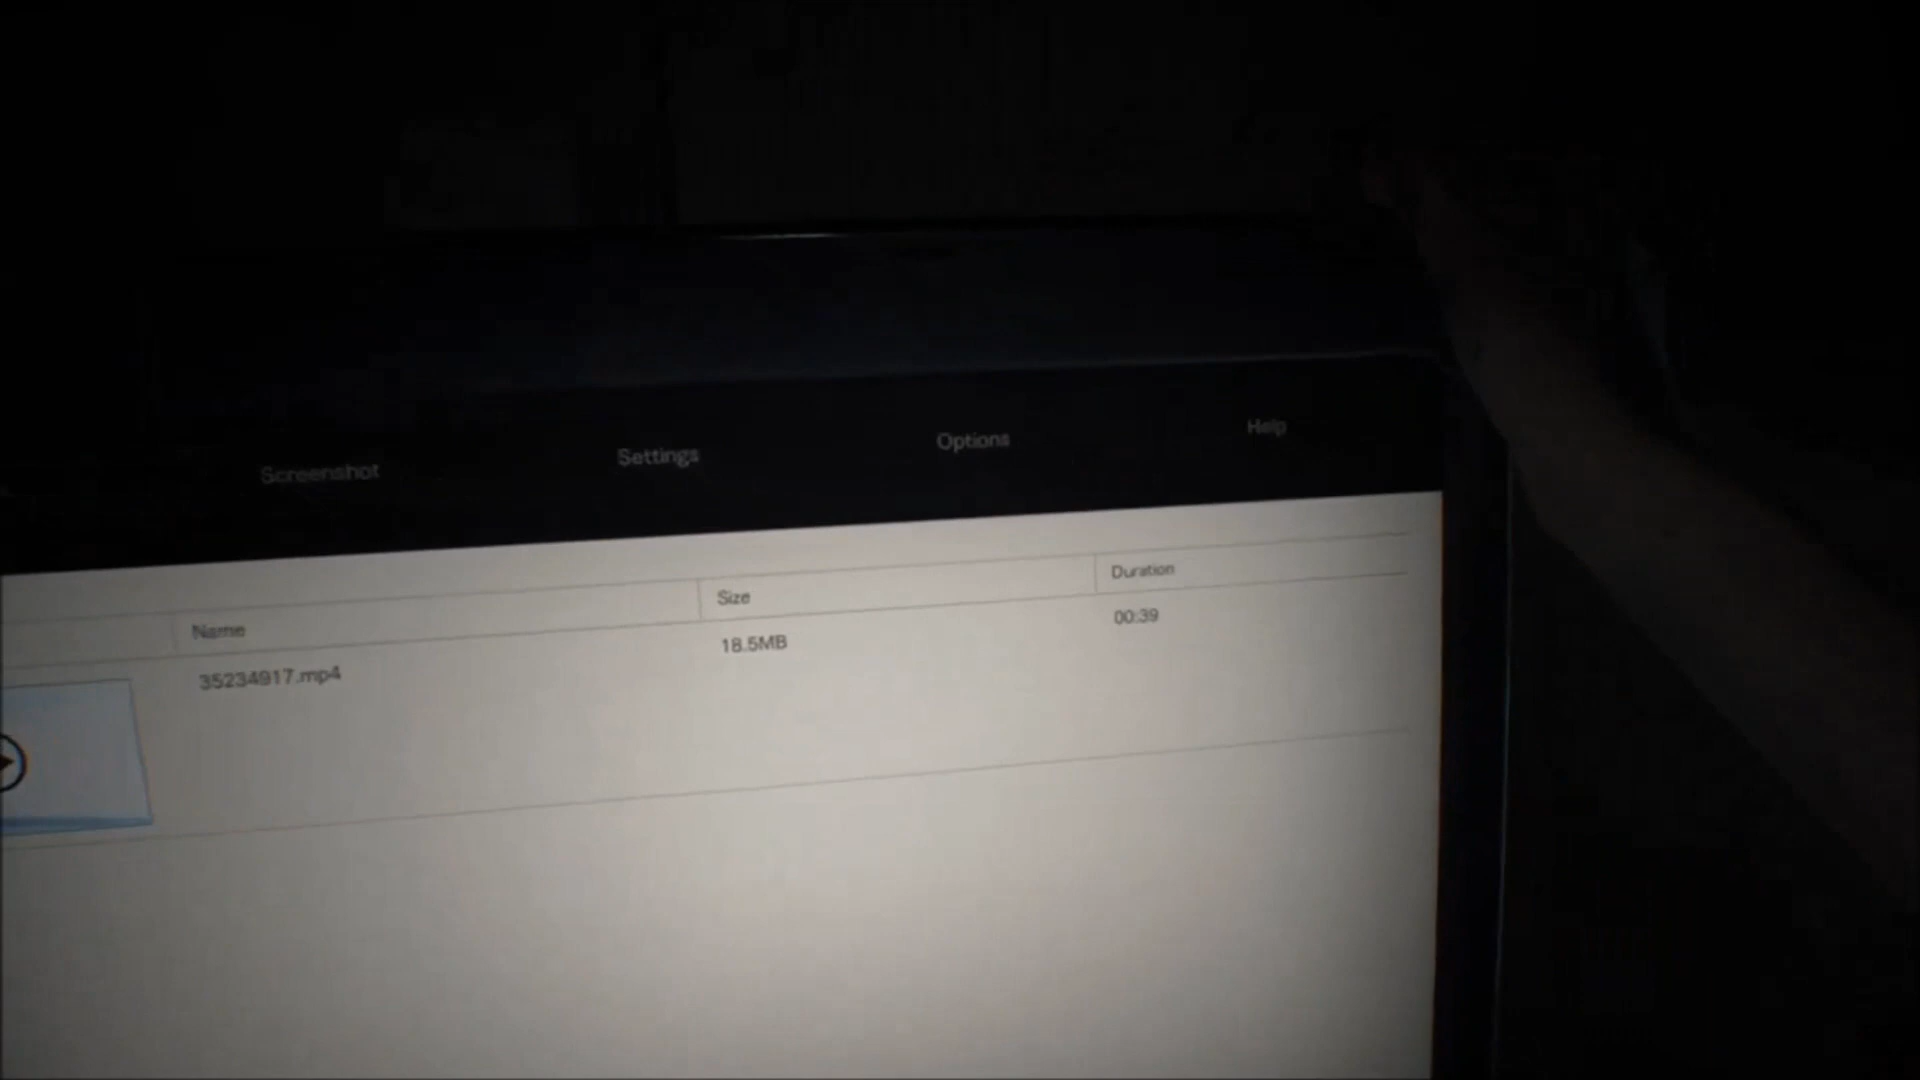 Screenshot Settings Options Help
Name Size Duration
35234917.mp4 18.5MB 00:39